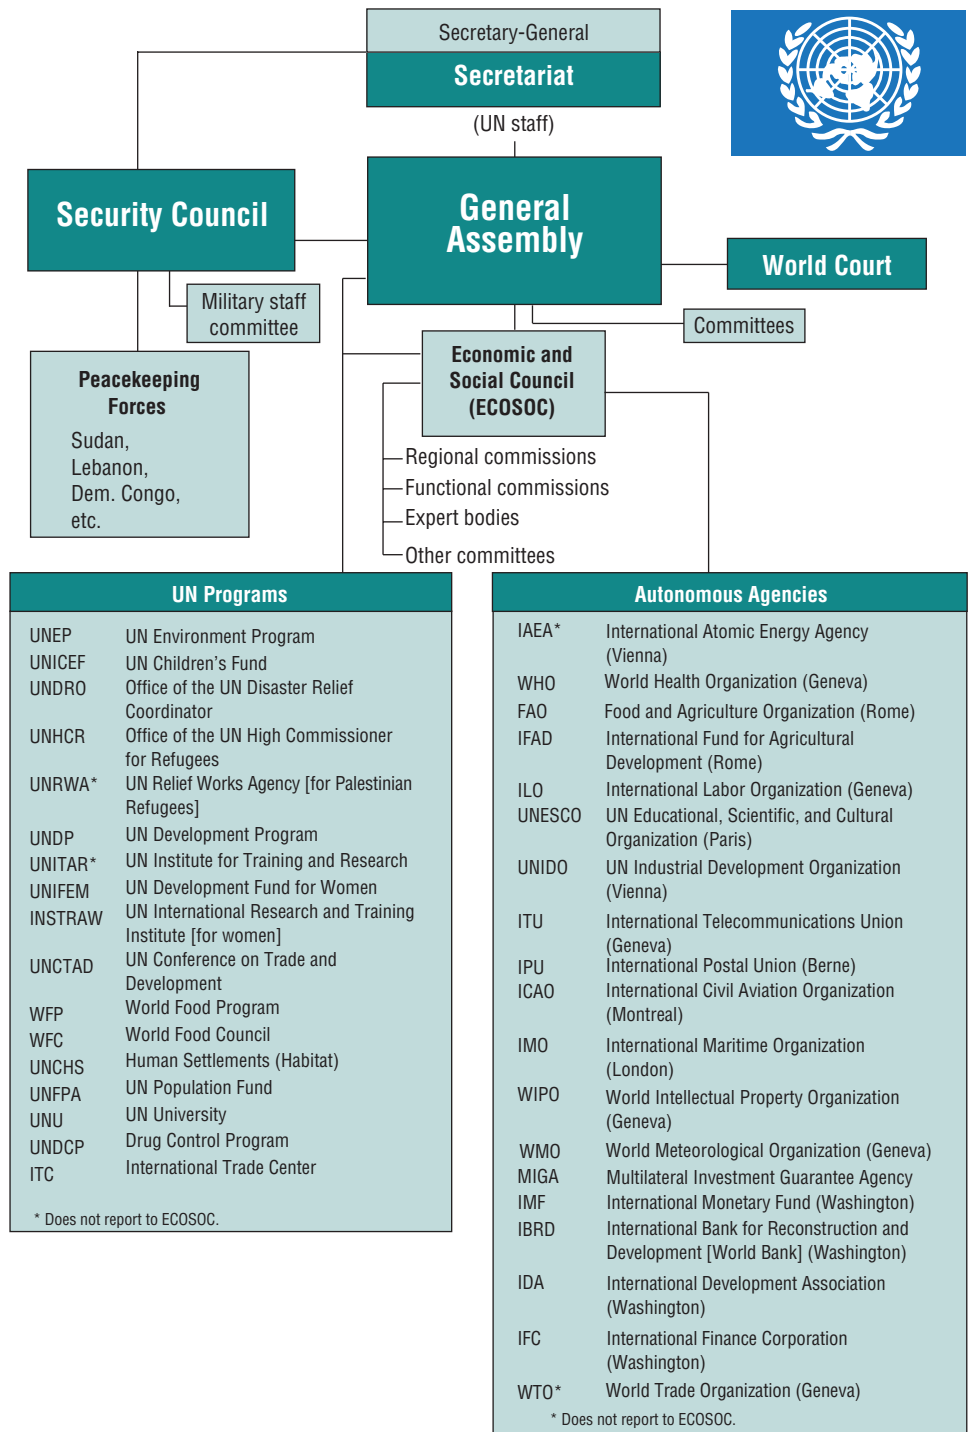 Secretary-General
Secretariat
(UN staff)
Security Council
General
Assembly
World Court
Military staff
committee
Committees
Peacekeeping
Forces
Sudan,
Lebanon,
Dem. Congo,
etc.
Economic and
Social Council
(ECOSOC)
Regional commissions
Functional commissions
Expert bodies
Other committees
UN Programs
UNEP UN Environment Program
UNICEF UN Children's Fund
UNDRO Office of the UN Disaster Relief
Coordinator
UNHCR Office of the UN High Commissioner
for Refugees
UNRWA* UN Relief Works Agency [for Palestinian
Refugees]
UNDP UN Development Program
UNITAR* UN Institute for Training and Research
UNIFEM UN Development Fund for Women
INSTRAW UN International Research and Training
Institute [for women]
UNCTAD UN Conference on Trade and
Development
WFP World Food Program
WFC World Food Council
UNCHS Human Settlements (Habitat)
UNFPA UN Population Fund
UNU UN University
UNDCP Drug Control Program
ITC International Trade Center
* Does not report to ECOSOC.
Autonomous Agencies
IAEA* International Atomic Energy Agency
(Vienna)
WHO World Health Organization (Geneva)
FAO Food and Agriculture Organization (Rome)
IFAD International Fund for Agricultural
Development (Rome)
ILO International Labor Organization (Geneva)
UNESCO UN Educational, Scientific, and Cultural
Organization (Paris)
UNIDO UN Industrial Development Organization
(Vienna)
ITU International Telecommunications Union
(Geneva)
IPU International Postal Union (Berne)
ICAO International Civil Aviation Organization
(Montreal)
IMO International Maritime Organization
(London)
WIPO World Intellectual Property Organization
(Geneva)
WMO World Meteorological Organization (Geneva)
MIGA Multilateral Investment Guarantee Agency
IMF International Monetary Fund (Washington)
IBRD International Bank for Reconstruction and
Development [World Bank] (Washington)
IDA International Development Association
(Washington)
IFC International Finance Corporation
(Washington)
WTO* World Trade Organization (Geneva)
* Does not report to ECOSOC.